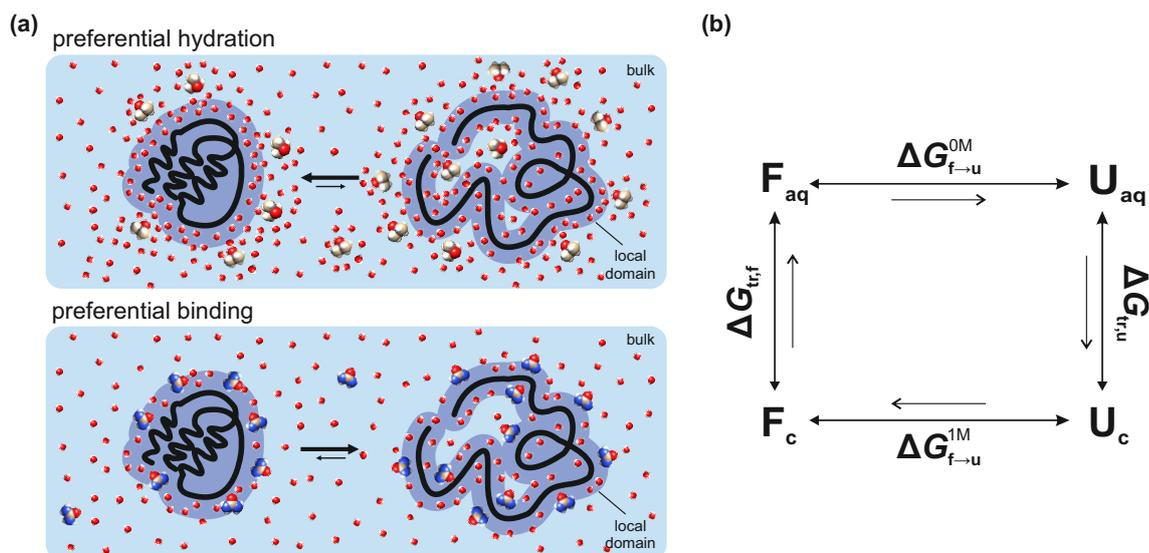 (a)
preferential hydration
bulk
local
domain
preferential binding
bulk
local
domain
(b)
ΔG0M f→u
Faq
Uaq
ΔGtr,f
ΔGtr,u
Fc
Uc
ΔG1M f→u